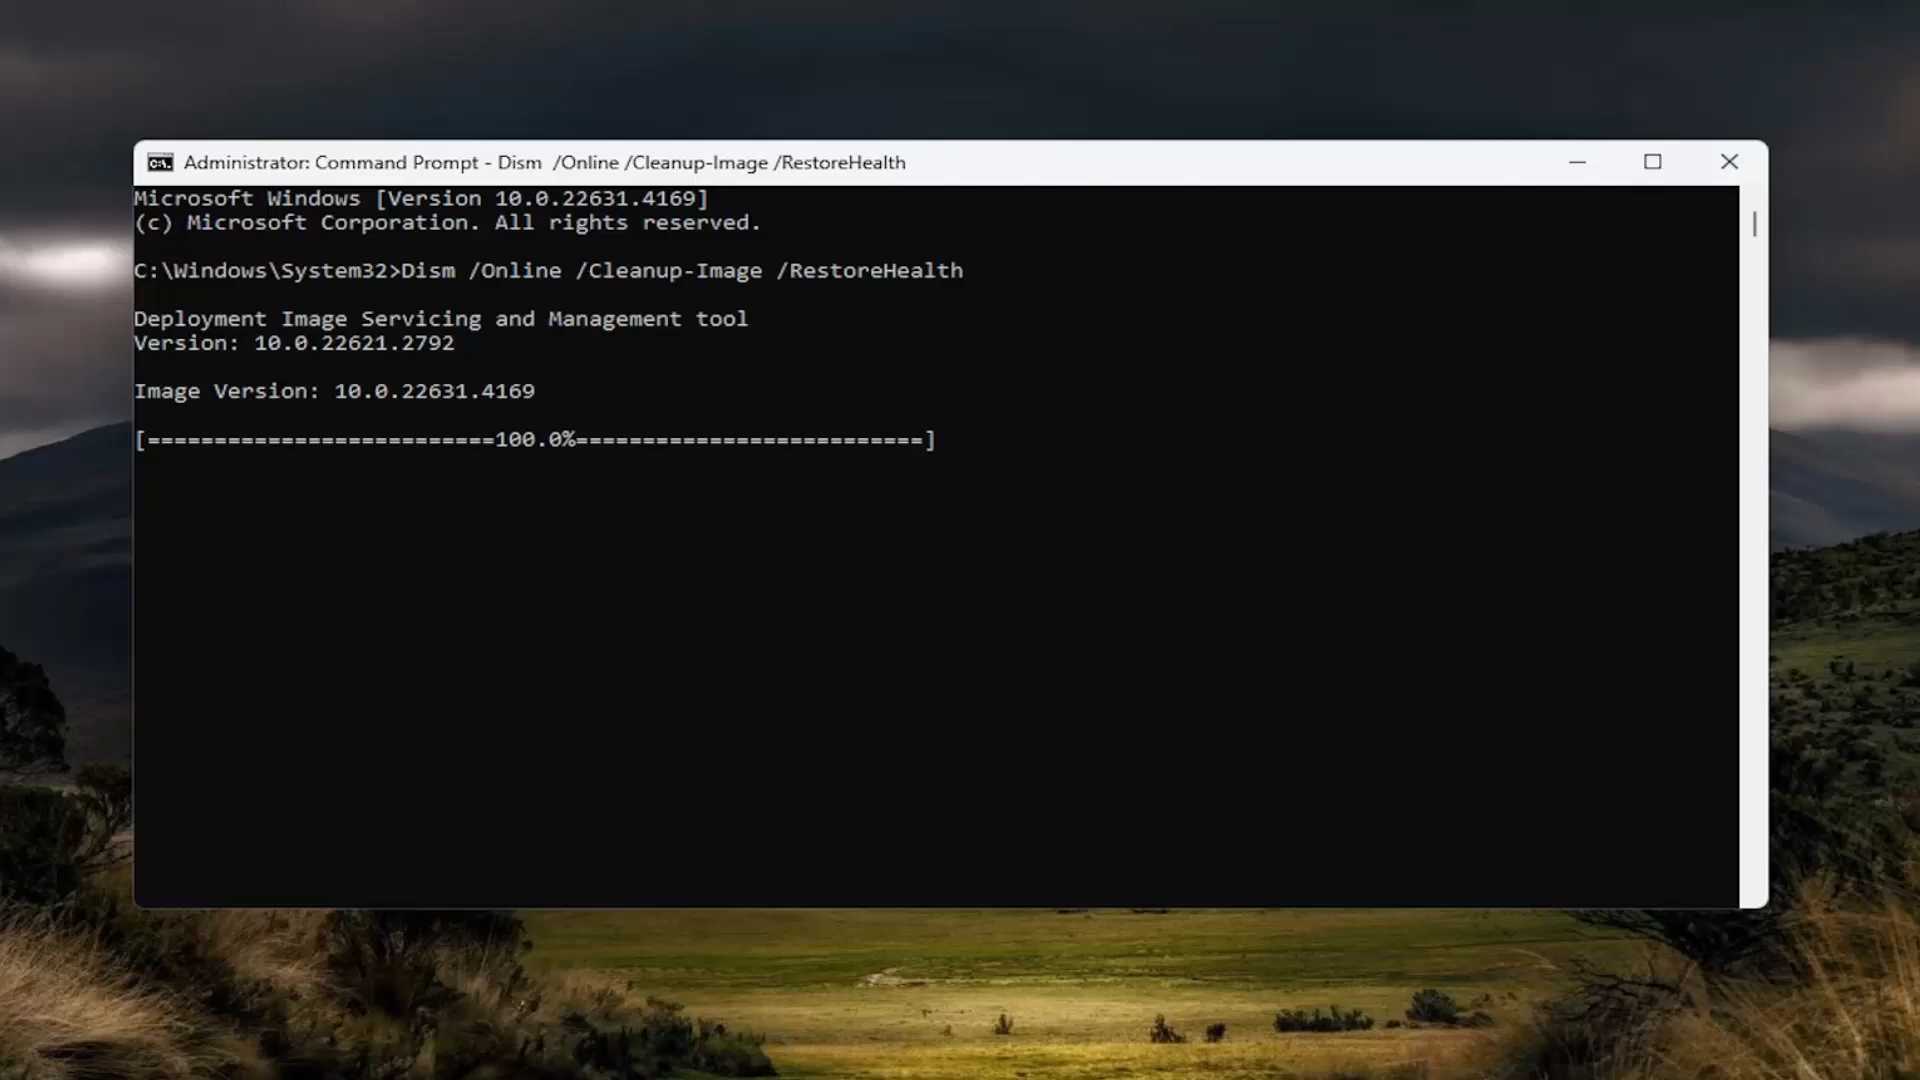 Administrator: Command Prompt - Dism  /Online /Cleanup-Image /RestoreHealth
Microsoft Windows [Version 10.0.22631.4169]
(c) Microsoft Corporation. All rights reserved.
C:\Windows\System32>Dism /Online /Cleanup-Image /RestoreHealth
Deployment Image Servicing and Management tool
Version: 10.0.22621.2792
Image Version: 10.0.22631.4169
[==========================100.0%==========================]